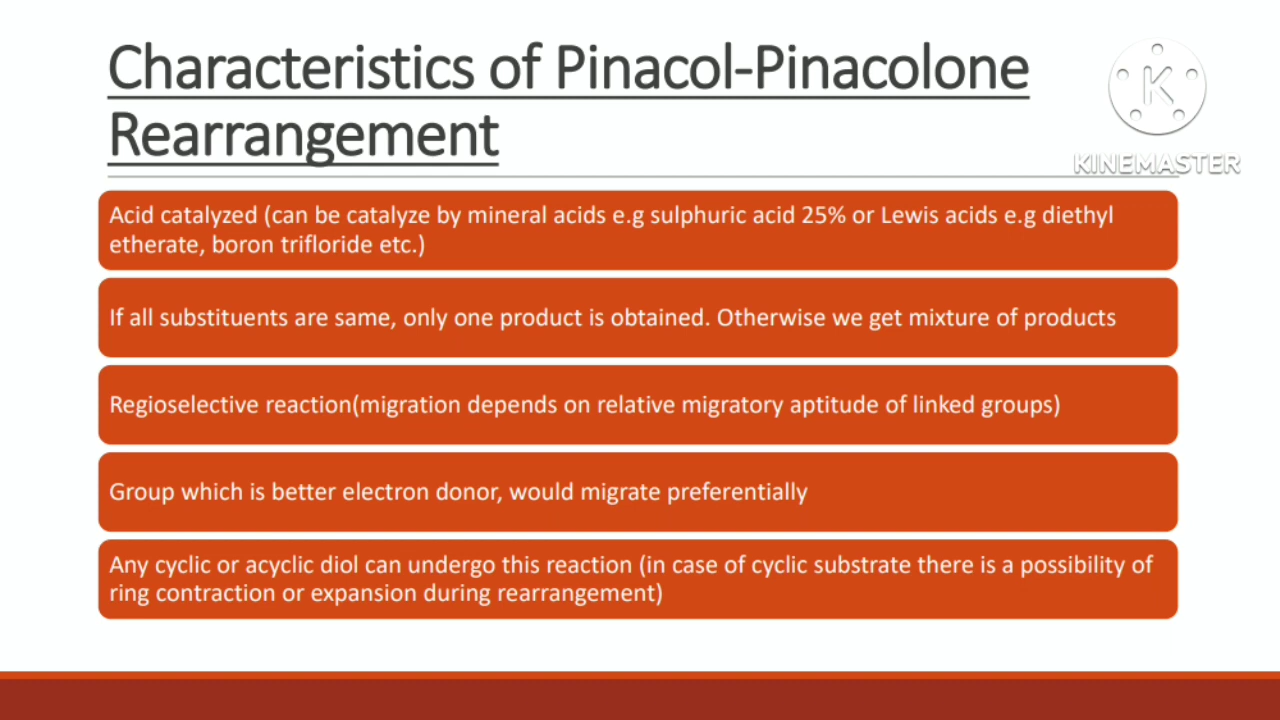 Characteristics of Pinacol-Pinacolone
Rearrangement
K
KINEMASTER
Acid catalyzed (can be catalyze by mineral acids e.g sulphuric acid 25% or Lewis acids e.g diethyl
etherate, boron trifloride etc.)
If all substituents are same, only one product is obtained. Otherwise we get mixture of products
Regioselective reaction(migration depends on relative migratory aptitude of linked groups)
Group which is better electron donor, would migrate preferentially
Any cyclic or acyclic diol can undergo this reaction (in case of cyclic substrate there is a possibility of
ring contraction or expansion during rearrangement)